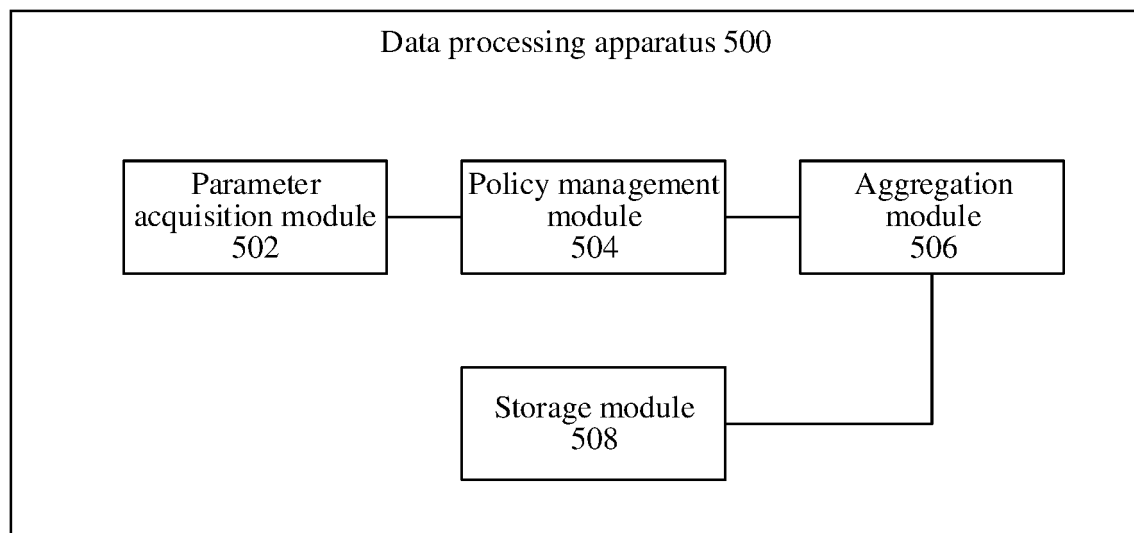 Data processing apparatus 500
Parameter
acquisition module
502
Policy management
module
504
Aggregation
module
506
Storage module
508